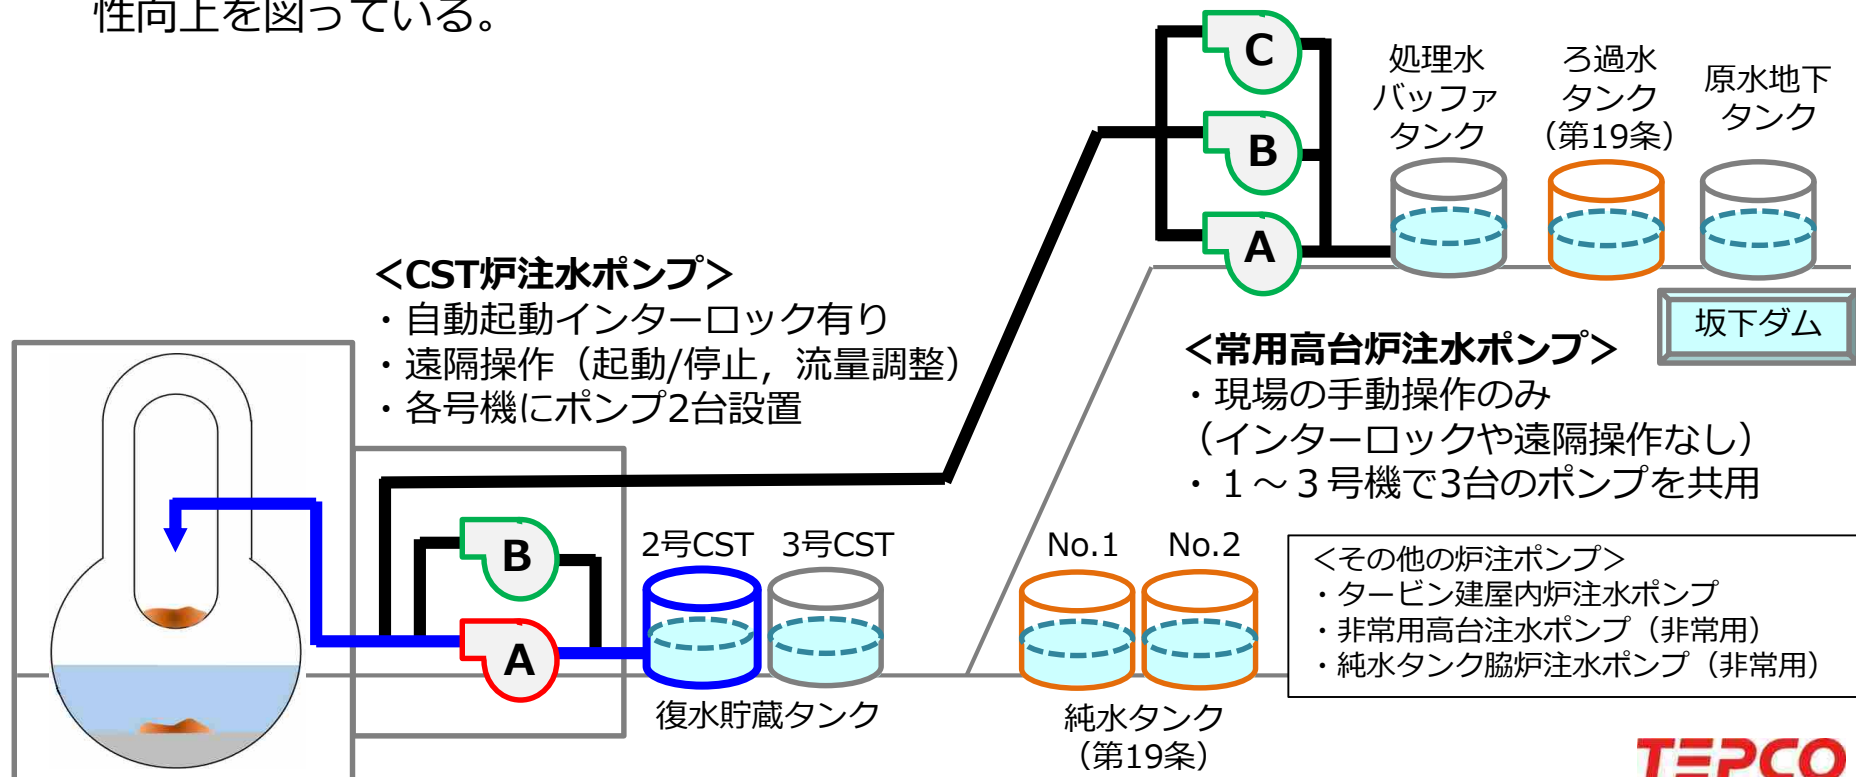 性向上を図っている。
C
B
A
処理水
バッファ
タンク
ろ過水
タンク
（第19条）
原水地下
タンク
坂下ダム
＜CST炉注水ポンプ＞
・自動起動インターロック有り
・遠隔操作（起動/停止，流量調整）
・各号機にポンプ2台設置
＜常用高台炉注水ポンプ＞
・現場の手動操作のみ
（インターロックや遠隔操作なし）
・１～３号機で3台のポンプを共用
B
A
2号CST
3号CST
復水貯蔵タンク
No.1
No.2
純水タンク
（第19条）
＜その他の炉注ポンプ＞
・タービン建屋内炉注水ポンプ
・非常用高台注水ポンプ（非常用）
・純水タンク脇炉注水ポンプ（非常用）
TEPCO